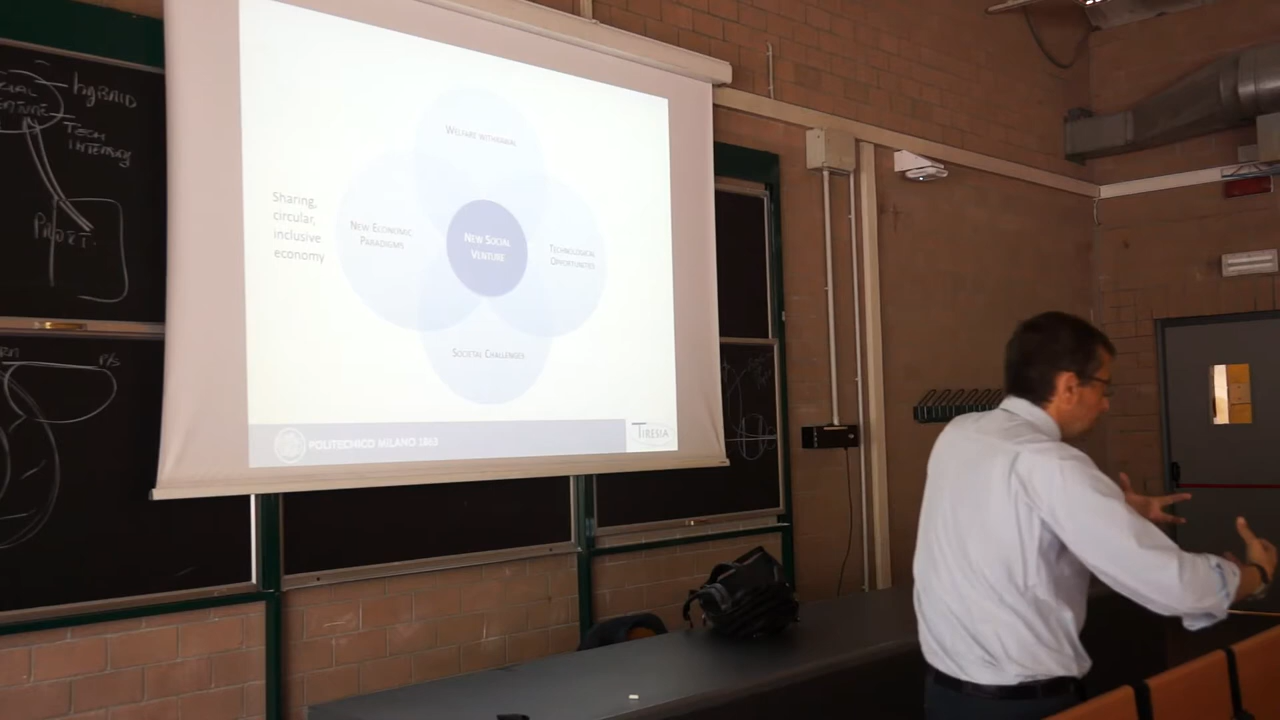 hyBRID
TECH
INTENSITY
PROFIT
P/S
WELFARE WITHDRAWAL
Sharing,
circular,
inclusive
economy
NEW ECONOMIC
PARADIGMS
NEW SOCIAL
VENTURE
TECHNOLOGICAL
OPPORTUNITIES
SOCIETAL CHALLENGES
POLITECNICO MILANO 1863
TIRESIA